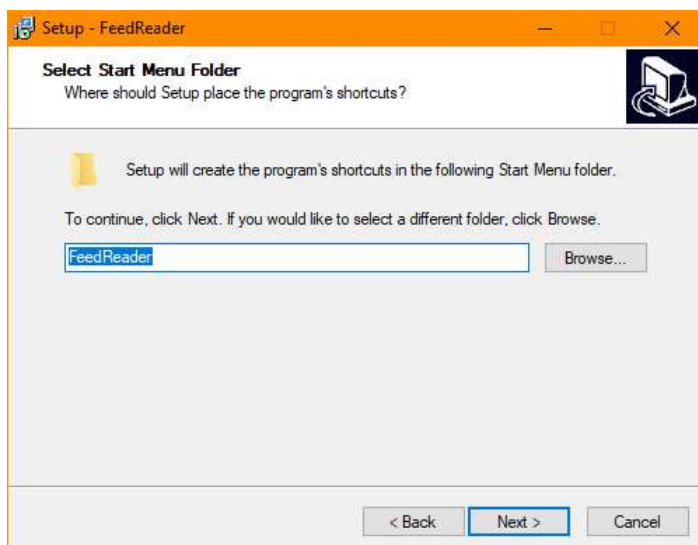 Setup - FeedReader
Select Start Menu Folder
Where should Setup place the program's shortcuts?
Setup will create the program's shortcuts in the following Start Menu folder.
To continue, click Next. If you would like to select a different folder, click Browse.
FeedReader
Browse...
< Back
Next >
Cancel